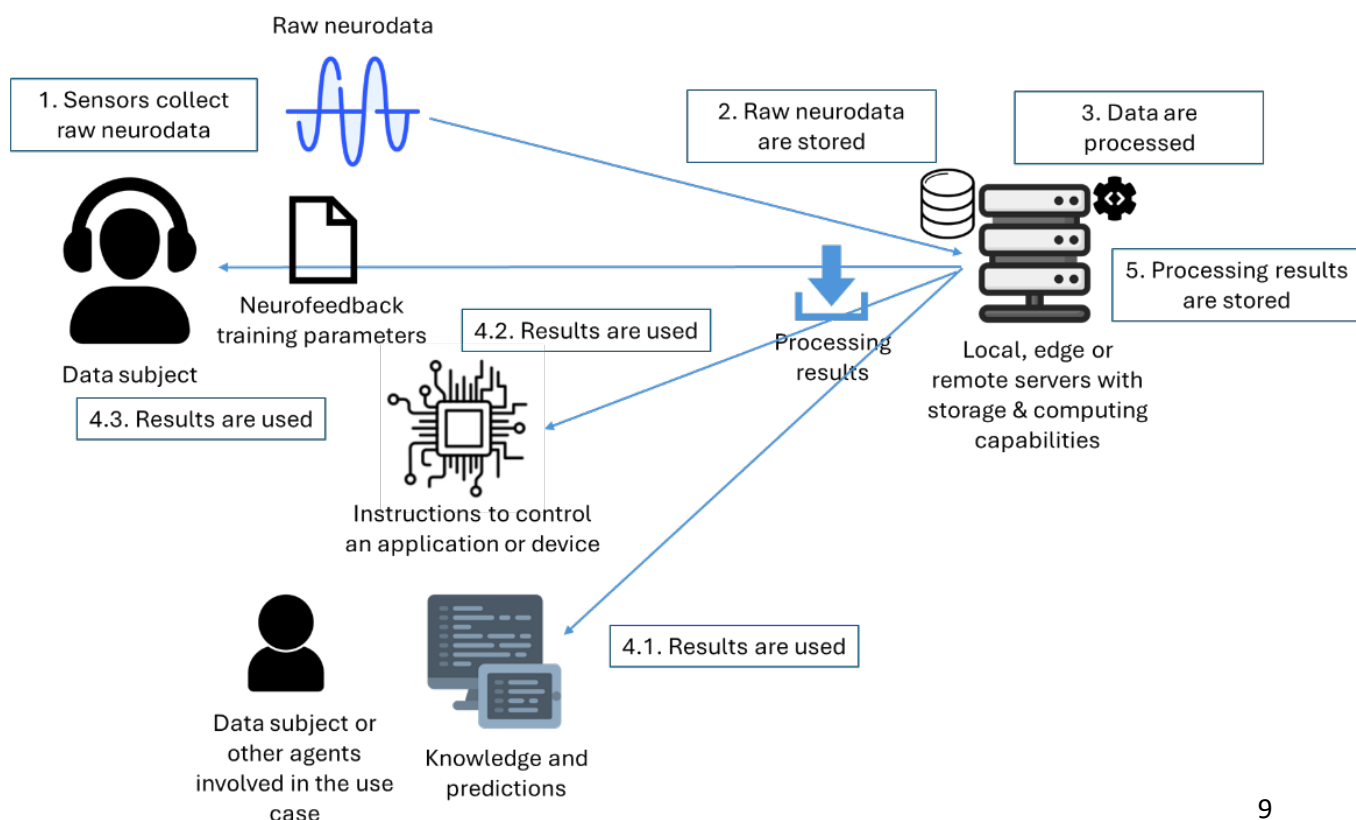 Raw neurodata
1. Sensors collect
raw neurodata
2. Raw neurodata
are stored
3. Data are
processed
Neurofeedback
training parameters
Data subject
4.3. Results are used
4.2. Results are used
Processing
results
5. Processing results
are stored
Local, edge or
remote servers with
storage & computing
capabilities
Instructions to control
an application or device
4.1. Results are used
Data subject or
other agents
involved in the use
case
Knowledge and
predictions
9